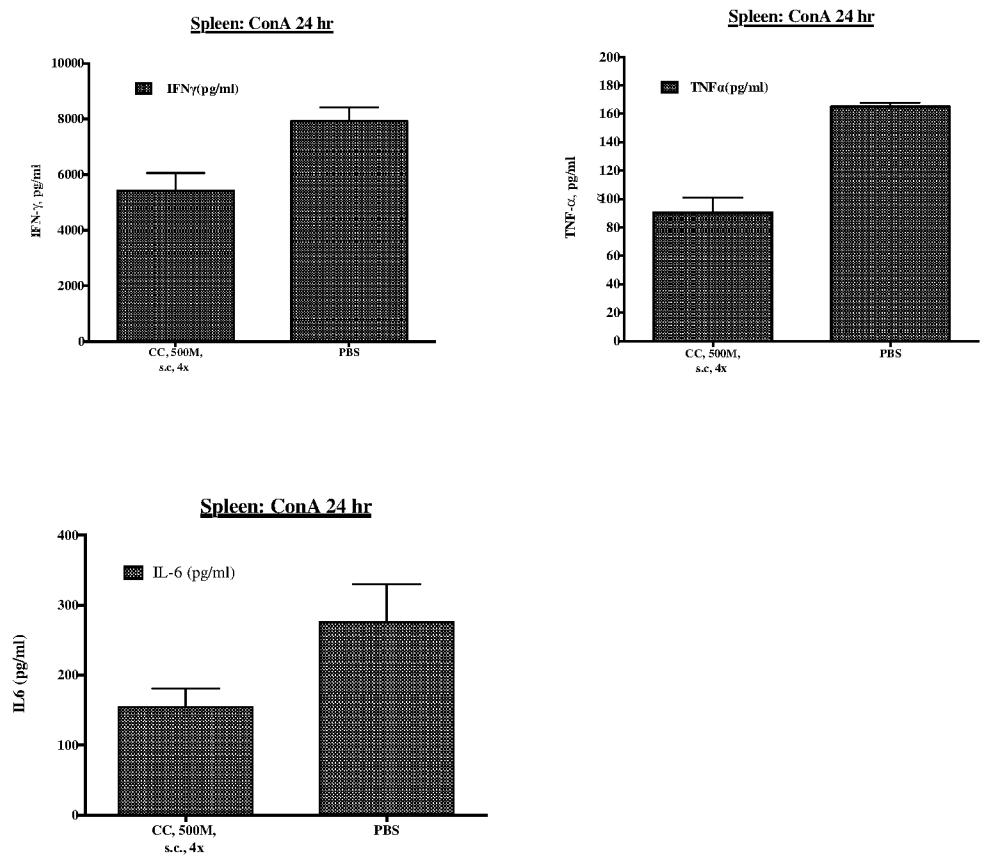 Spleen: ConA 24 hr
IFNγ(pg/ml)
IFN-γ, pg/ml
10000
8000
6000
4000
2000
0
CC, 500M,
s.c, 4x
PBS
Spleen: ConA 24 hr
TNFα(pg/ml)
TNF-α, pg/ml
α
200
180
160
140
120
100
80
60
40
20
0
CC, 500M,
s.c, 4x
PBS
Spleen: ConA 24 hr
IL-6 (pg/ml)
IL6 (pg/ml)
400
300
200
100
0
CC, 500M,
s.c., 4x
PBS